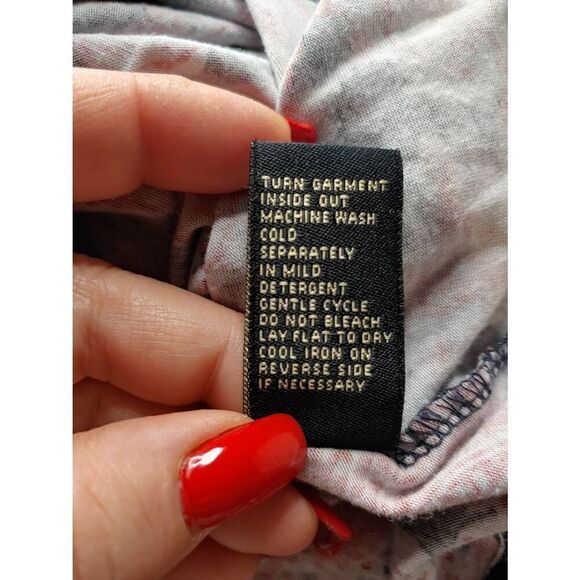 TURN GARMENT
INSIDE OUT
MACHINE WASH
COLD
SEPARATELY
IN MILD
DETERGENT
GENTLE CYCLE
DO NOT BLEACH
LAY FLAT TO DRY
COOL IRON ON
REVERSE SIDE
IF NECESSARY